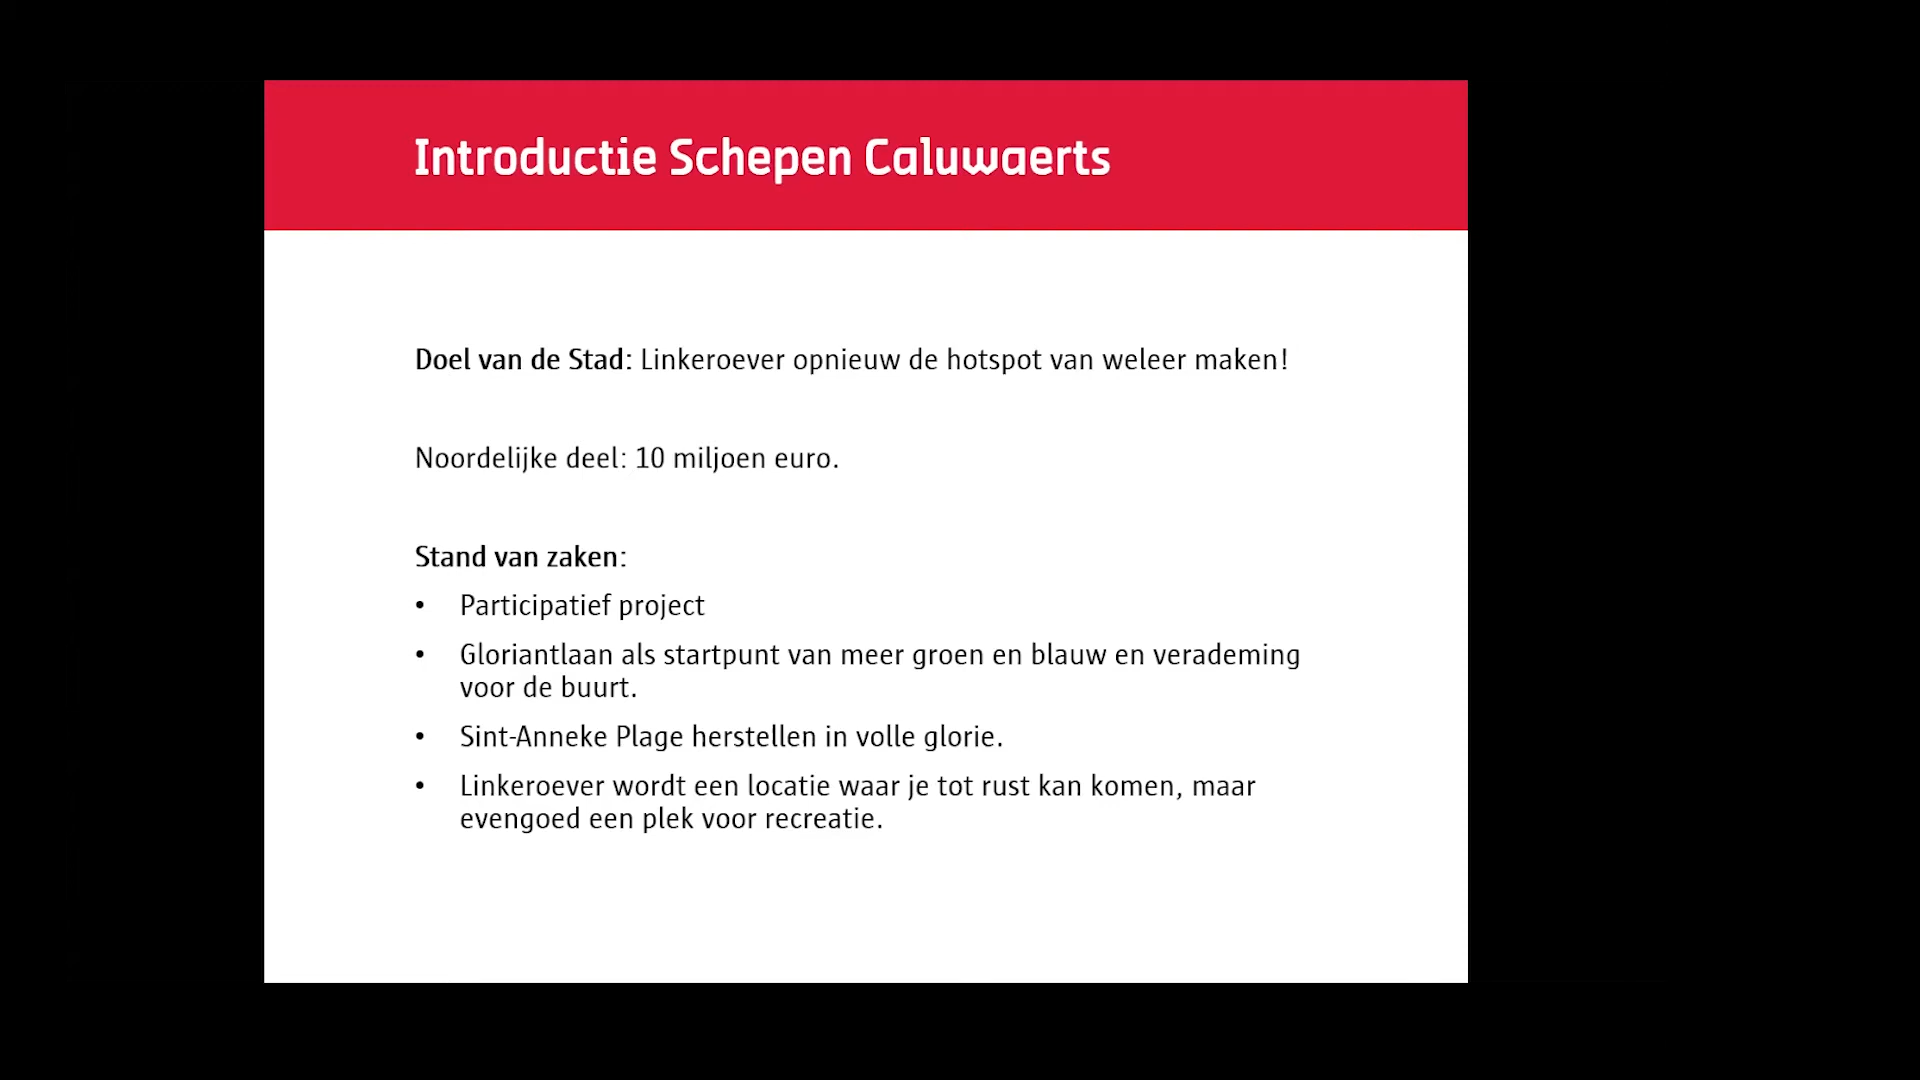 Introductie Schepen Caluwaerts
Doel van de Stad: Linkeroever opnieuw de hotspot van weleer maken!
Noordelijke deel: 10 miljoen euro.
Stand van zaken:
• Participatief project
• Gloriantlaan als startpunt van meer groen en blauw en verademing
voor de buurt.
• Sint-Anneke Plage herstellen in volle glorie.
• Linkeroever wordt een locatie waar je tot rust kan komen, maar
evengoed een plek voor recreatie.